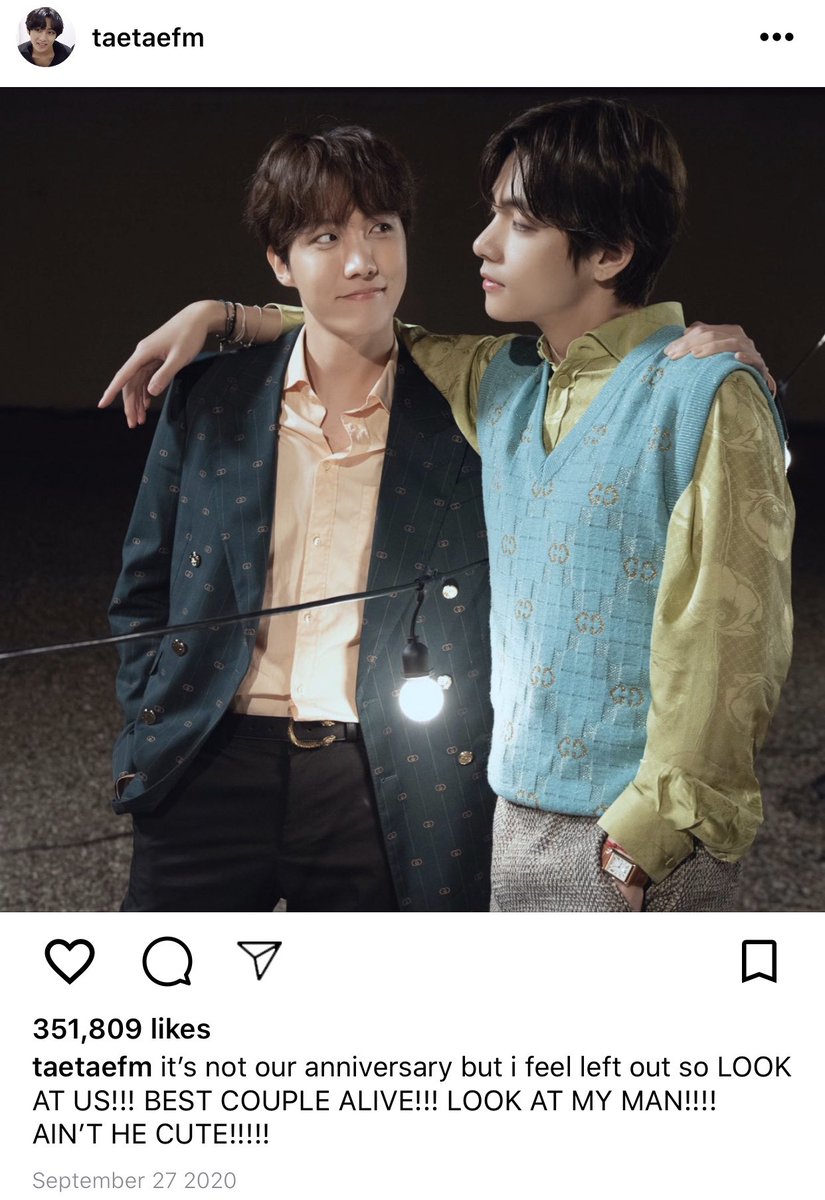 taetaefm
351,809 likes
taetaefm it’s not our anniversary but i feel left out so LOOK
AT US!!! BEST COUPLE ALIVE!!! LOOK AT MY MAN!!!!
AIN’T HE CUTE!!!!!
September 27 2020